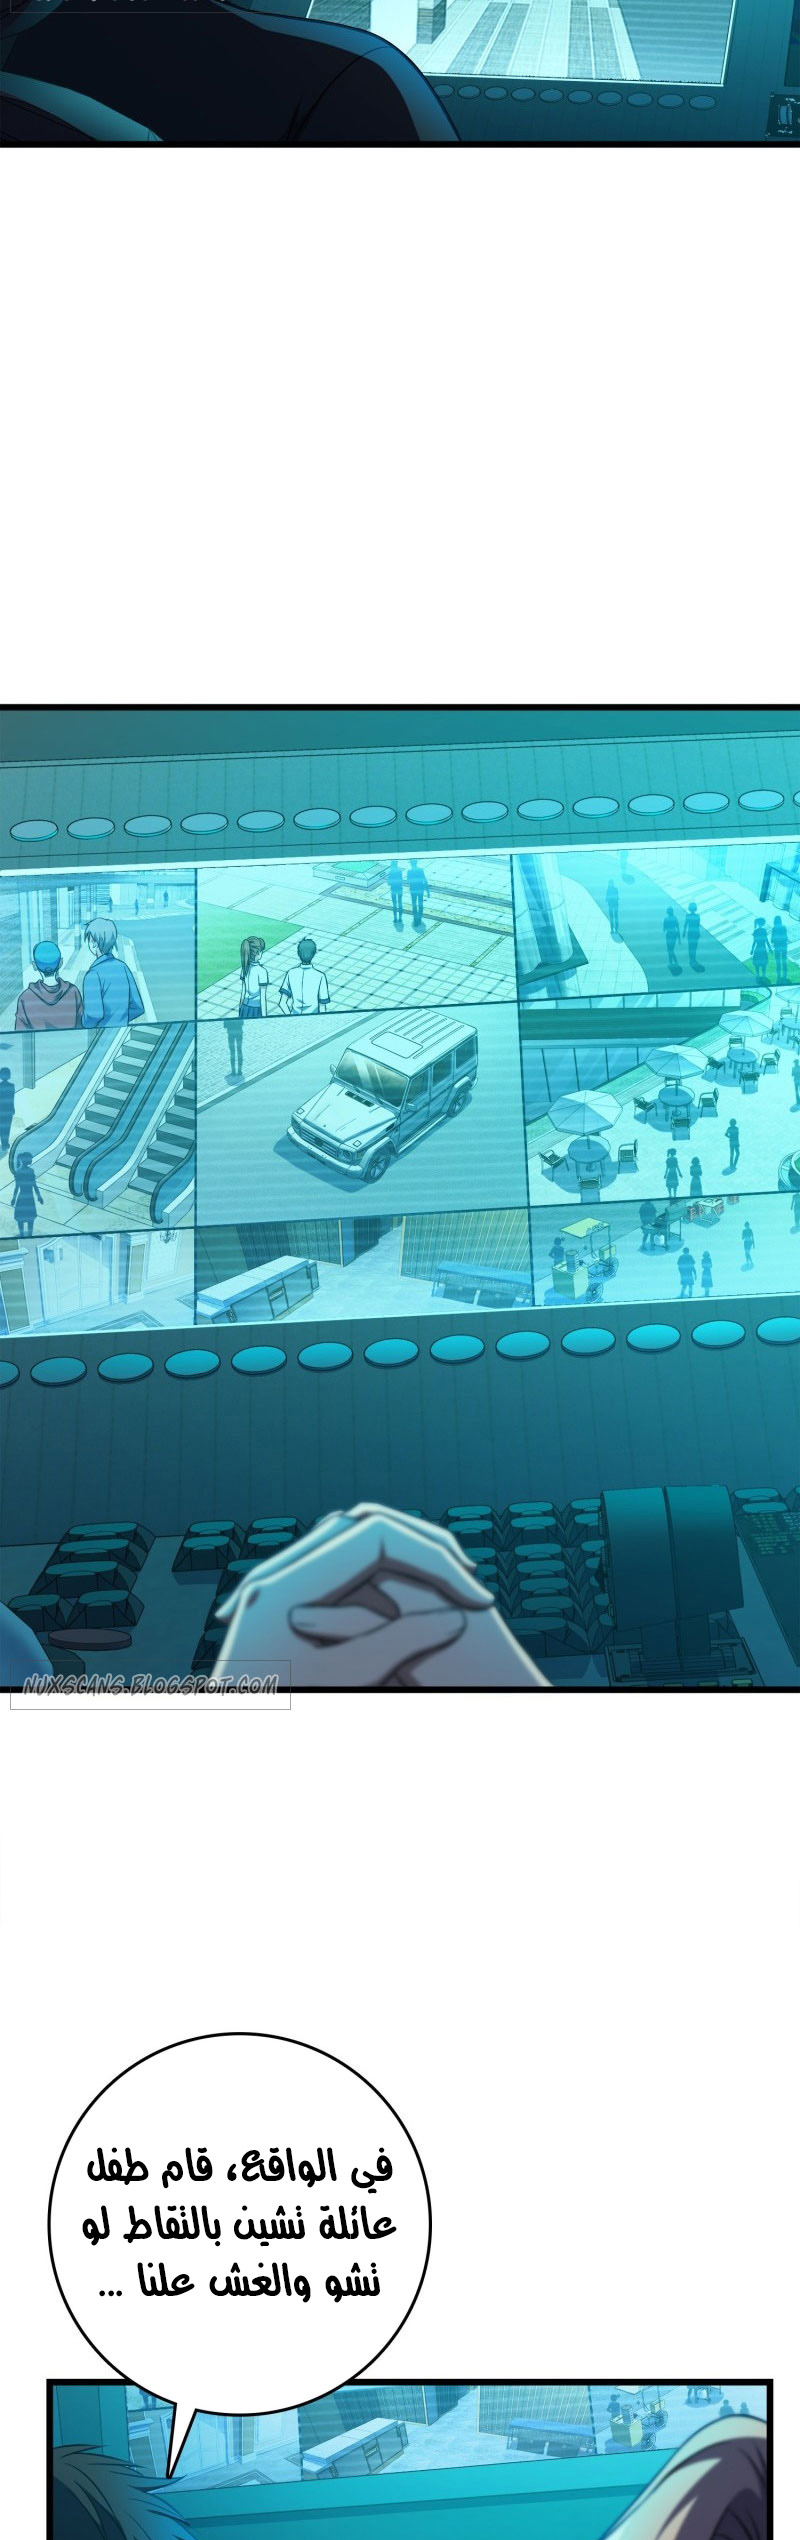 NUXSCANS.BLOGSPOT.COM
في الواقع، قام طفل
عائلة تشين بالتقاط لو
تشو والغش علنا ...